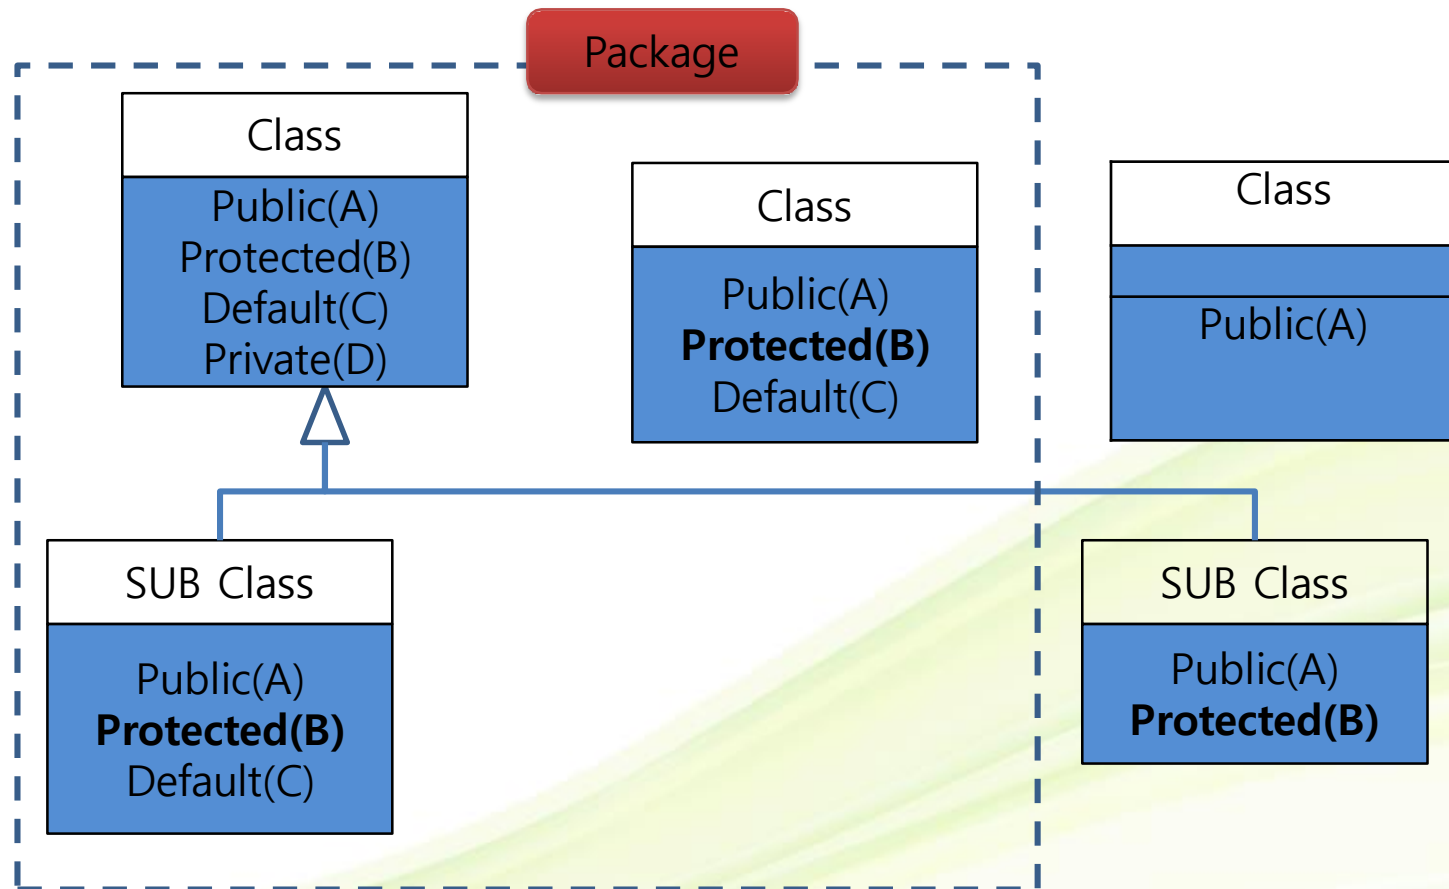 Package
Class
Public(A)
Protected(B)
Default(C)
Private(D)
Class
Public(A)
Protected(B)
Default(C)
Class
Public(A)
SUB Class
Public(A)
Protected(B)
Default(C)
SUB Class
Public(A)
Protected(B)